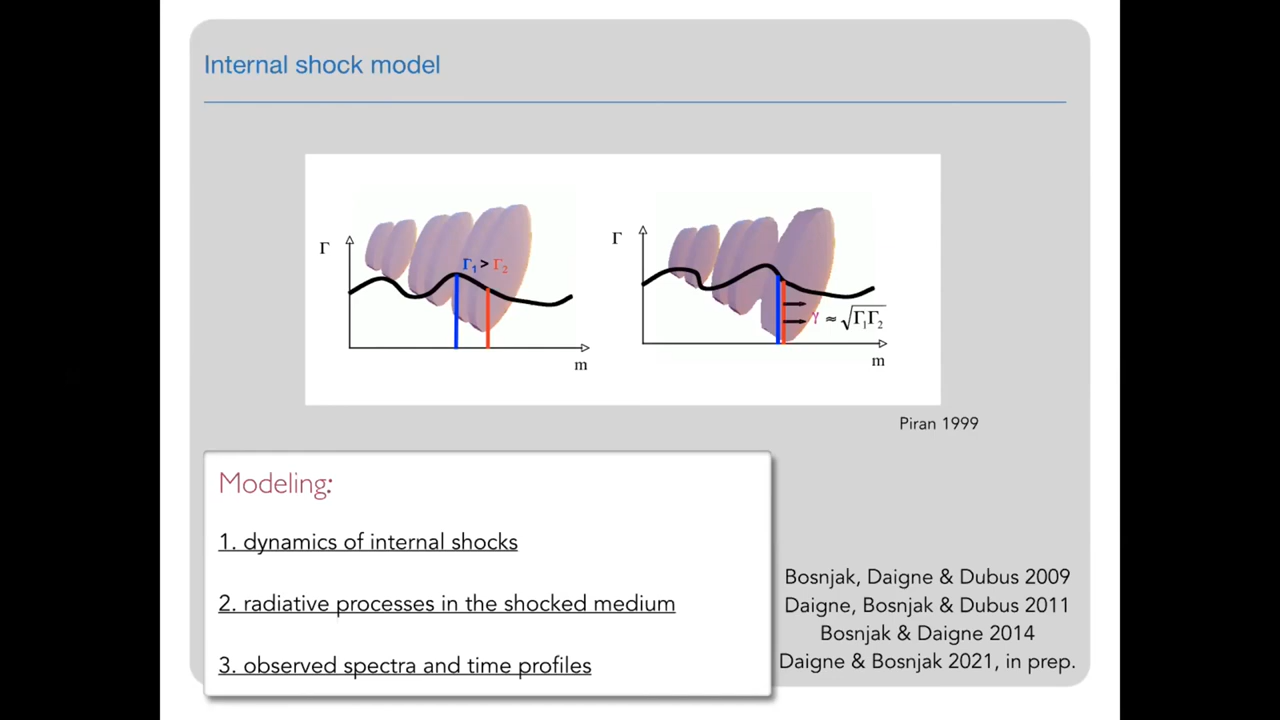 Internal shock model
Γ
Γ₁ > Γ₂
m
Γ
γ ≈ √Γ₁Γ₂
m
Piran 1999
Modeling:
1. dynamics of internal shocks
2. radiative processes in the shocked medium
3. observed spectra and time profiles
Bosnjak, Daigne & Dubus 2009
Daigne, Bosnjak & Dubus 2011
Bosnjak & Daigne 2014
Daigne & Bosnjak 2021, in prep.